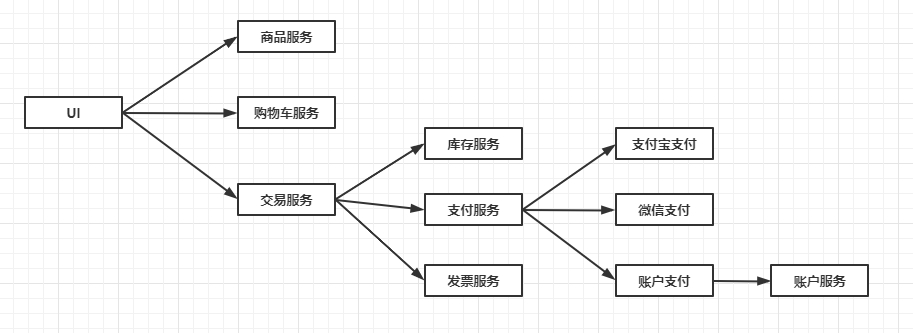 商品服务
UI
购物车服务
库存服务
支付宝支付
交易服务
支付服务
微信支付
发票服务
账户支付
账户服务